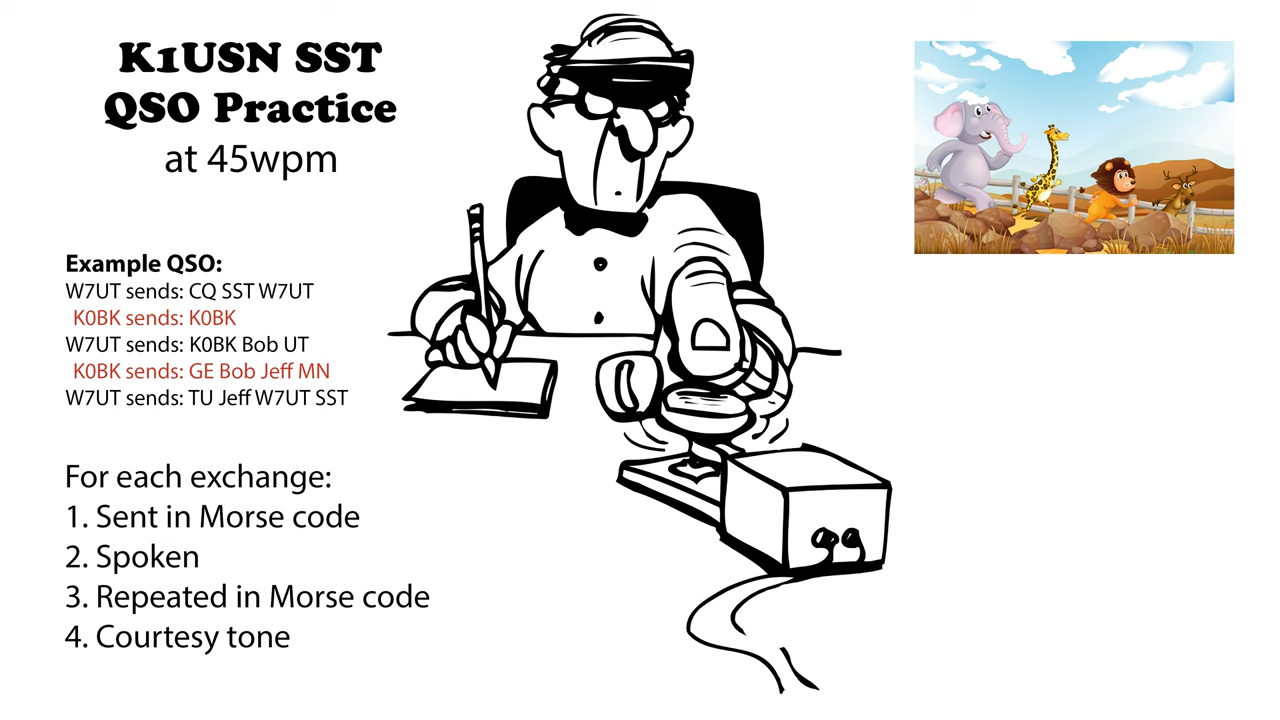 K1USN SST
QSO Practice
at 45wpm
Example QSO:
W7UT sends: CQ SST W7UT
K0BK sends: K0BK
W7UT sends: K0BK Bob UT
K0BK sends: GE Bob Jeff MN
W7UT sends: TU Jeff W7UT SST
For each exchange:
1. Sent in Morse code
2. Spoken
3. Repeated in Morse code
4. Courtesy tone